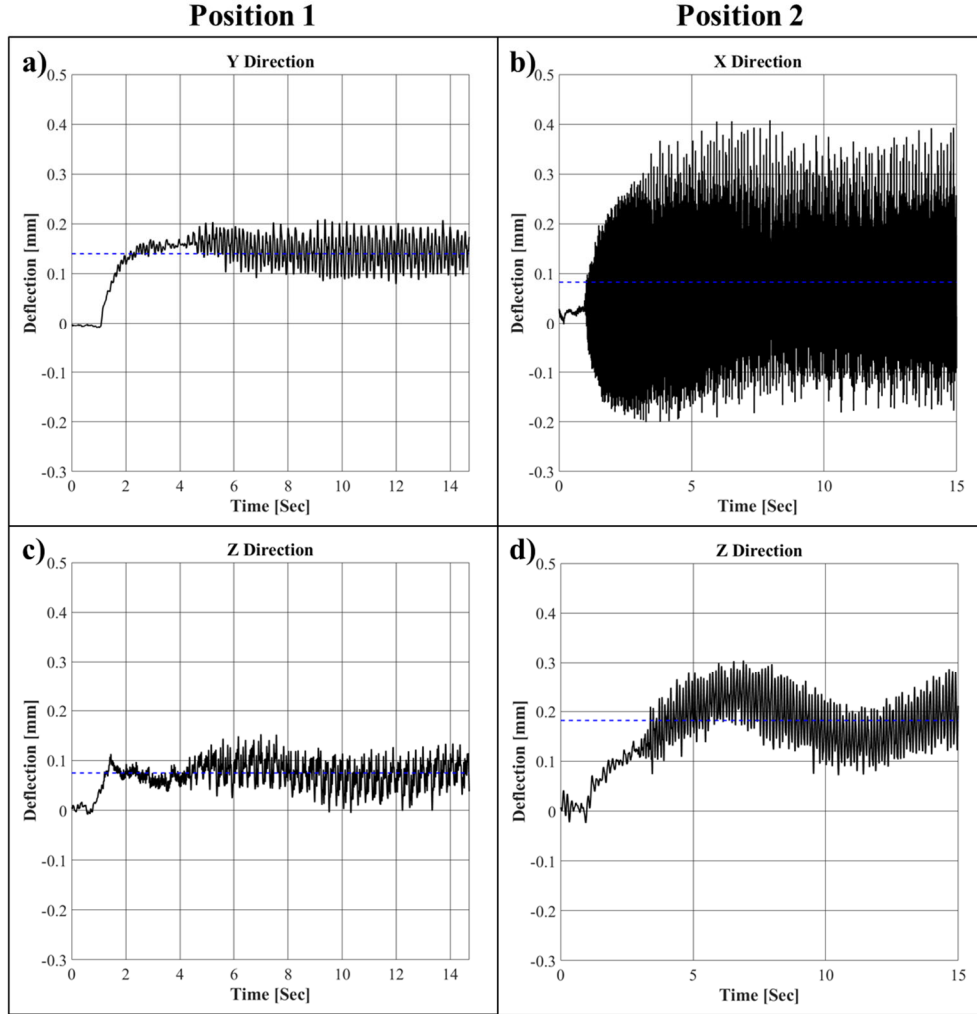 Position 1
Position 2
a)
Y Direction
0.5
0.4
0.3
0.2
0.1
0
-0.1
-0.2
-0.3
Deflection [mm]
0 2 4 6 8 10 12 14
Time [Sec]
b)
X Direction
0.5
0.4
0.3
0.2
0.1
0
-0.1
-0.2
-0.3
Deflection [mm]
0 5 10 15
Time [Sec]
c)
Z Direction
0.5
0.4
0.3
0.2
0.1
0
-0.1
-0.2
-0.3
Deflection [mm]
0 2 4 6 8 10 12 14
Time [Sec]
d)
Z Direction
0.5
0.4
0.3
0.2
0.1
0
-0.1
-0.2
-0.3
Deflection [mm]
0 5 10 15
Time [Sec]